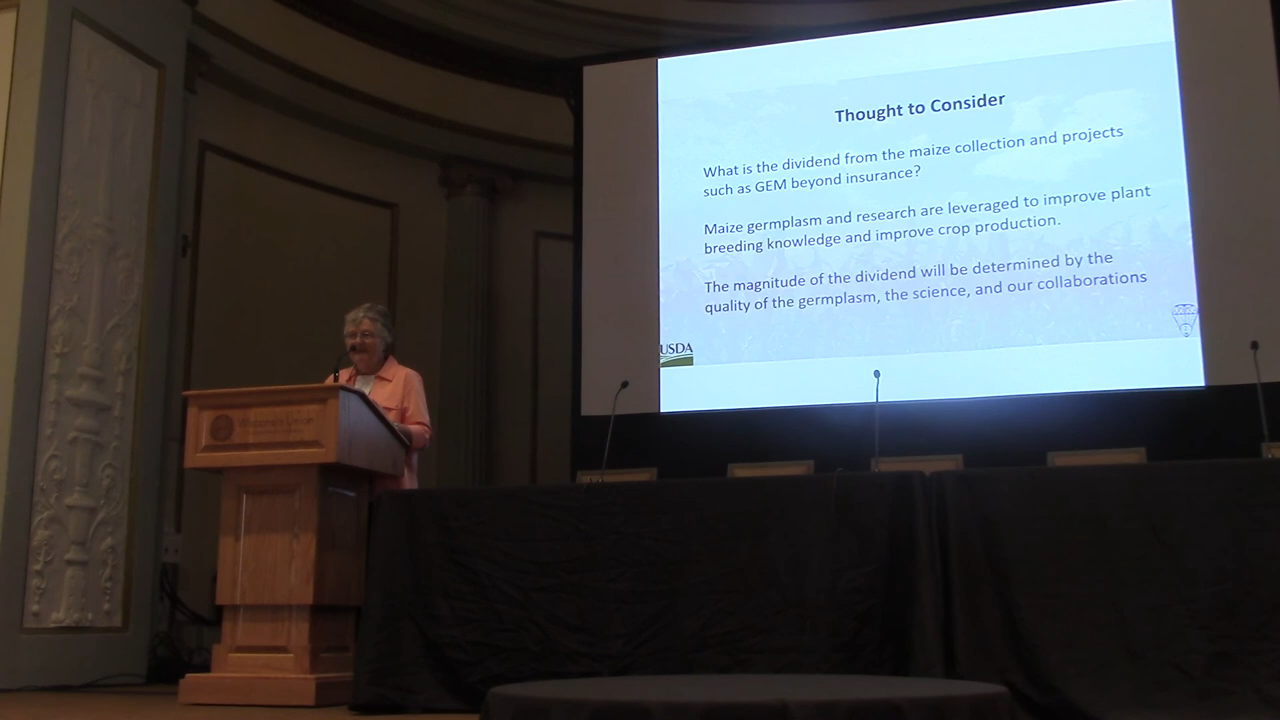 Thought to Consider
What is the dividend from the maize collection and projects
such as GEM beyond insurance?
Maize germplasm and research are leveraged to improve plant
breeding knowledge and improve crop production.
The magnitude of the dividend will be determined by the
quality of the germplasm, the science, and our collaborations
USDA
Wisconsin Union